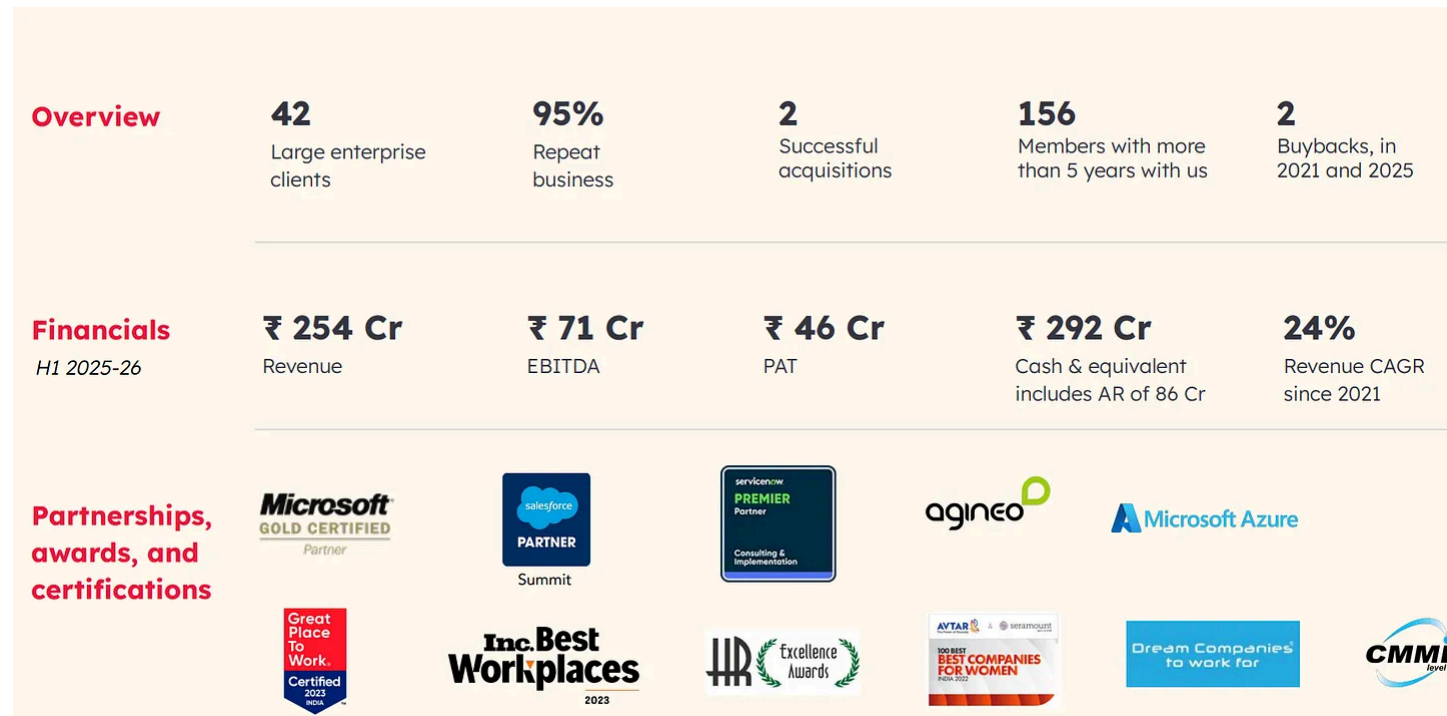 Overview
42
Large enterprise
clients
95%
Repeat
business
2
Successful
acquisitions
156
Members with more
than 5 years with us
2
Buybacks, in
2021 and 2025
Financials
H1 2025-26
₹ 254 Cr
Revenue
₹ 71 Cr
EBITDA
₹ 46 Cr
PAT
₹ 292 Cr
Cash & equivalent
includes AR of 86 Cr
24%
Revenue CAGR
since 2021
Partnerships,
awards, and
certifications
Microsoft
GOLD CERTIFIED
Partner
salesforce
PARTNER
Summit
servicenow
PREMIER
Partner
Consulting &
Implementation
agineo
Microsoft Azure
Great
Place
To
Work.
Certified
2023
INDIA
Inc. Best
Workplaces
2023
HR Excellence
Awards
AVTAR & seramount
100 BEST
BEST COMPANIES
FOR WOMEN
INDIA 2022
Dream Companies
to work for
CMMI
level